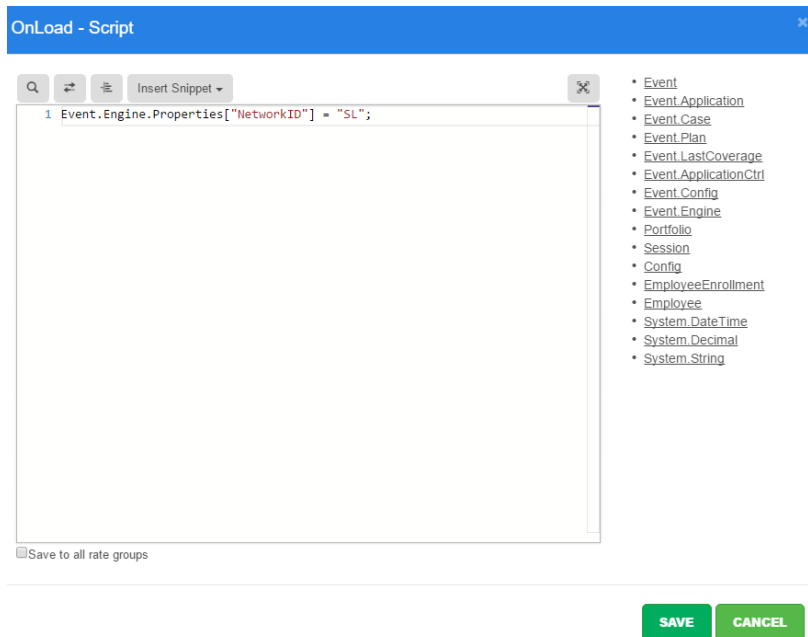 OnLoad - Script
Insert Snippet
1 Event.Engine.Properties["NetworkID"] = "SL";
Event
Event.Application
Event.Case
Event.Plan
Event.LastCoverage
Event.ApplicationCtrl
Event.Config
Event.Engine
Portfolio
Session
Config
EmployeeEnrollment
Employee
System.DateTime
System.Decimal
System.String
Save to all rate groups
SAVE
CANCEL